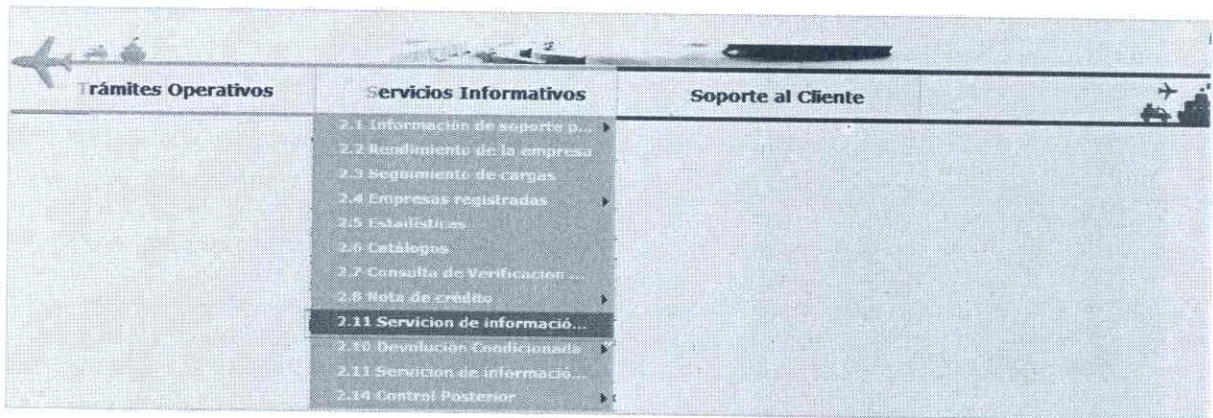 Trámites Operativos
Servicios Informativos
Soporte al Cliente
2.1 Información de soporte p...
2.2 Rendimiento de la empresa
2.3 Seguimiento de cargas
2.4 Empresas registradas
2.5 Estadísticas
2.6 Catálogos
2.7 Consulta de Verificación ...
2.8 Nota de crédito
2.11 Servicion de informació...
2.10 Devolución Condicionada
2.11 Servicion de informació...
2.14 Control Posterior